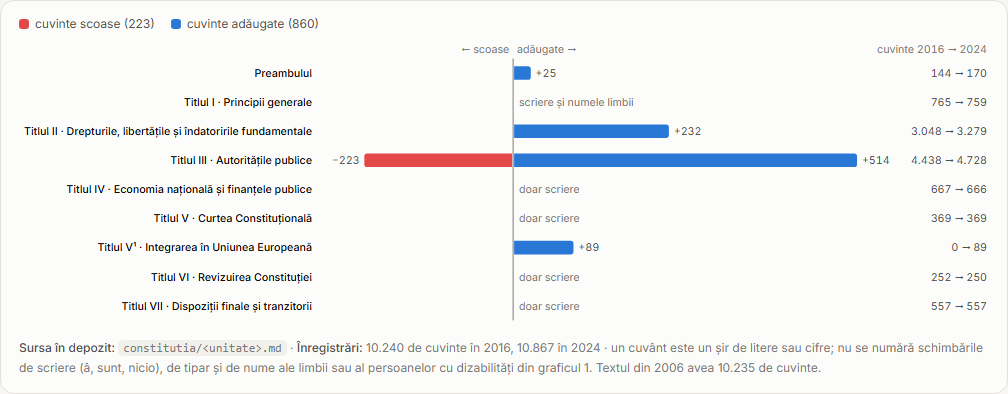 cuvinte scoase (223) cuvinte adăugate (860)
← scoase adăugate → cuvinte 2016 → 2024
Preambulul +25 144 → 170
Titlul I · Principii generale scriere și numele limbii 765 → 759
Titlul II · Drepturile, libertățile și îndatoririle fundamentale +232 3.048 → 3.279
Titlul III · Autoritățile publice −223 +514 4.438 → 4.728
Titlul IV · Economia națională și finanțele publice doar scriere 667 → 666
Titlul V · Curtea Constituțională doar scriere 369 → 369
Titlul V¹ · Integrarea în Uniunea Europeană +89 0 → 89
Titlul VI · Revizuirea Constituției doar scriere 252 → 250
Titlul VII · Dispoziții finale și tranzitorii doar scriere 557 → 557
Sursa în depozit: constitutia/<unitate>.md · Înregistrări: 10.240 de cuvinte în 2016, 10.867 în 2024 · un cuvânt este un șir de litere sau cifre; nu se numără schimbările
de scriere (â, sunt, nicio), de tipar și de nume ale limbii sau al persoanelor cu dizabilități din graficul 1. Textul din 2006 avea 10.235 de cuvinte.